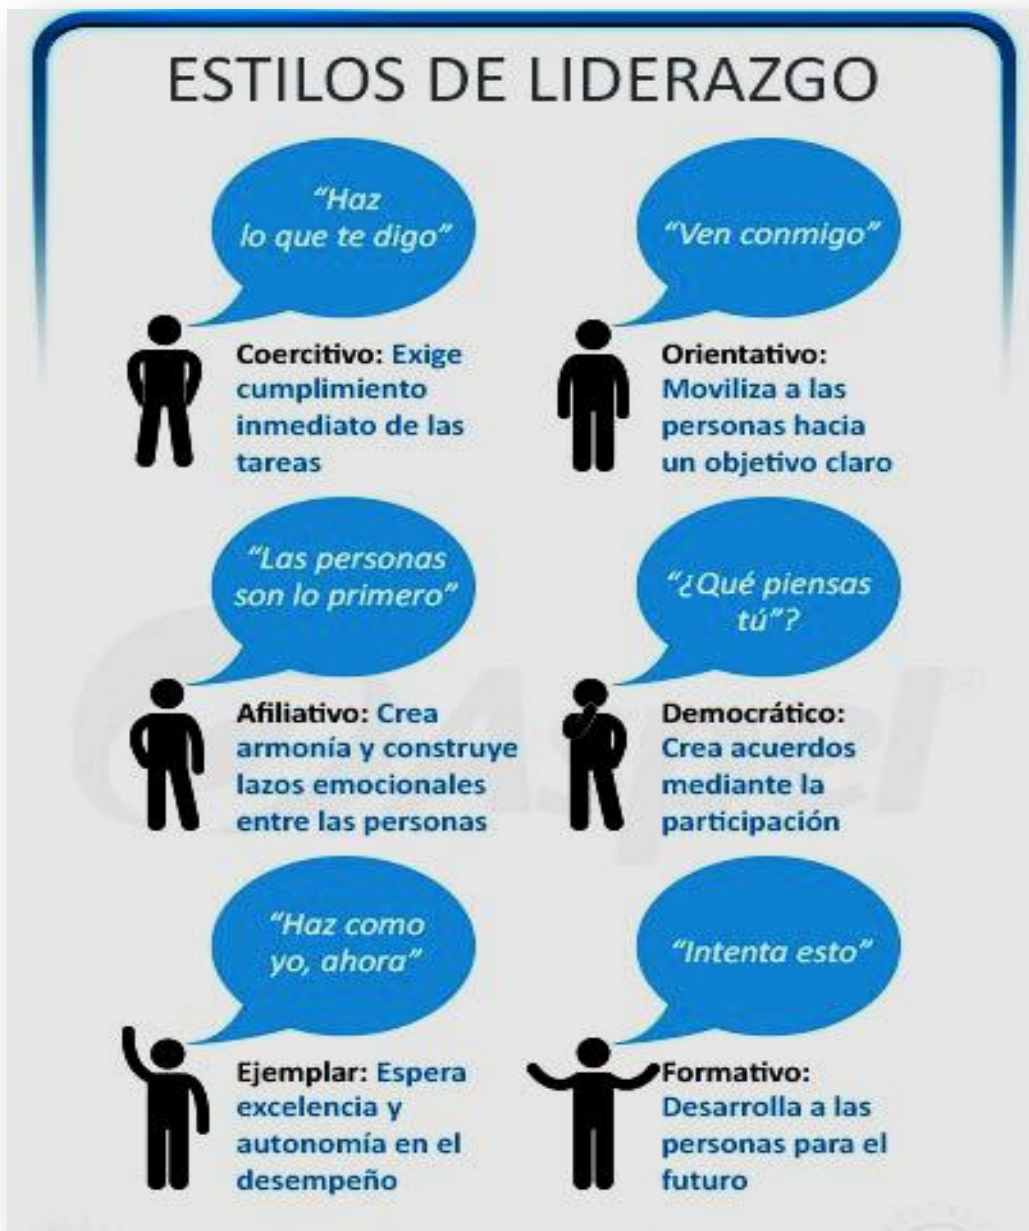 ESTILOS DE LIDERAZGO
“Haz
lo que te digo”
Coercitivo: Exige
cumplimiento
inmediato de las
tareas
“Ven conmigo”
Orientativo:
Moviliza a las
personas hacia
un objetivo claro
“Las personas
son lo primero”
Afiliativo: Crea
armonía y construye
lazos emocionales
entre las personas
“¿Qué piensas
tú”?
Democrático:
Crea acuerdos
mediante la
participación
“Haz como
yo, ahora”
Ejemplar: Espera
excelencia y
autonomía en el
desempeño
“Intenta esto”
Formativo:
Desarrolla a las
personas para el
futuro
Aspel